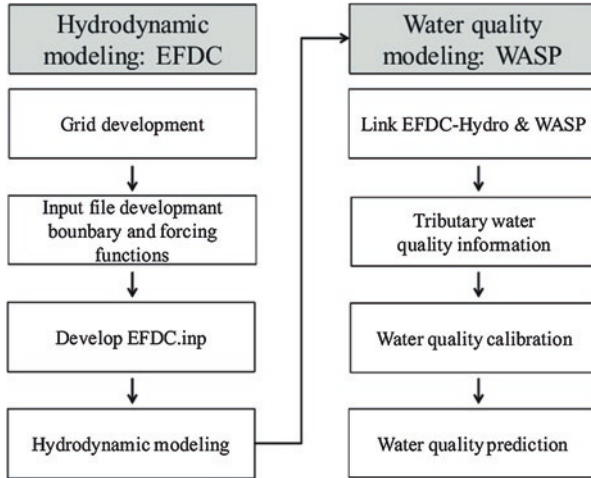 Hydrodynamic
modeling: EFDC
Grid development
Input file developmant
bounbary and forcing
functions
Develop EFDC.inp
Hydrodynamic modeling
Water quality
modeling: WASP
Link EFDC-Hydro & WASP
Tributary water
quality information
Water quality calibration
Water quality prediction